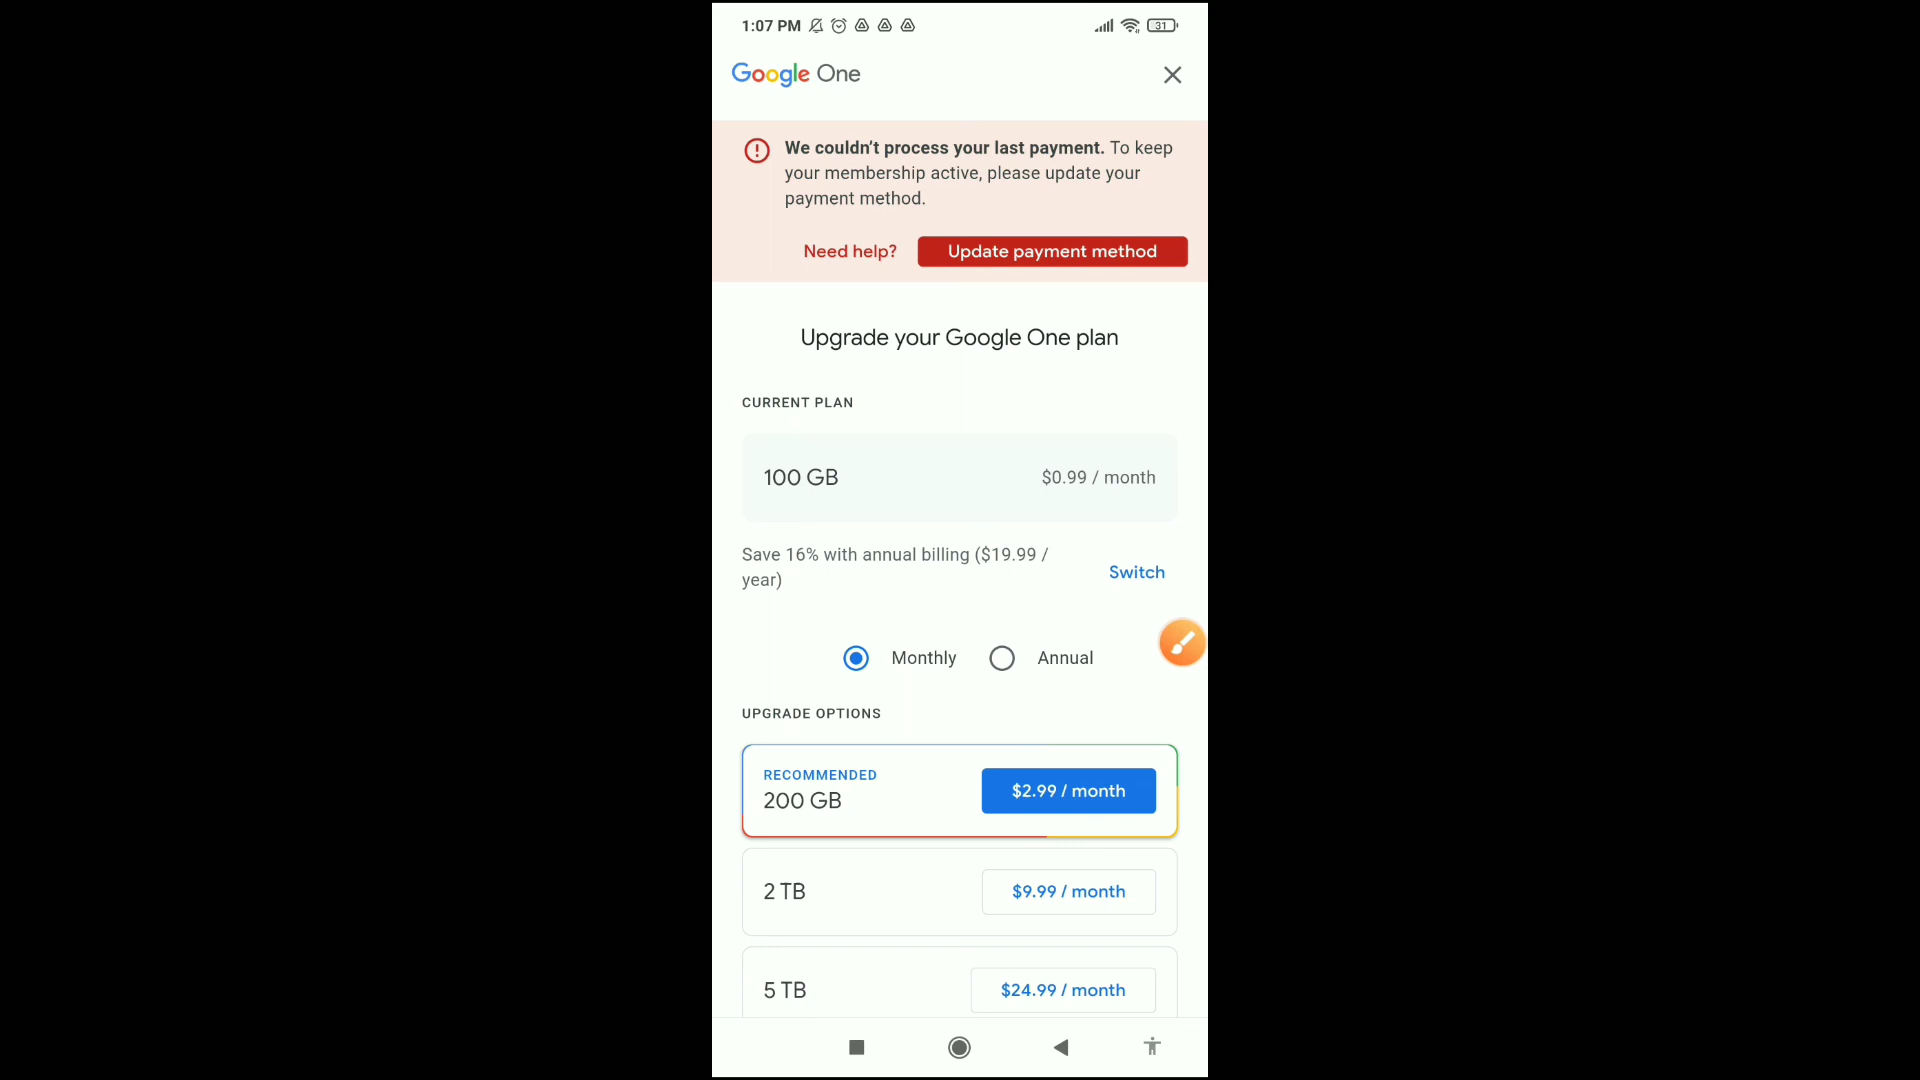 1:07 PM
31
Google One
We couldn't process your last payment. To keep
your membership active, please update your
payment method.
Need help?
Update payment method
Upgrade your Google One plan
CURRENT PLAN
100 GB
$0.99 / month
Save 16% with annual billing ($19.99 /
year)
Switch
Monthly
Annual
UPGRADE OPTIONS
RECOMMENDED
200 GB
$2.99 / month
2 TB
$9.99 / month
5 TB
$24.99 / month